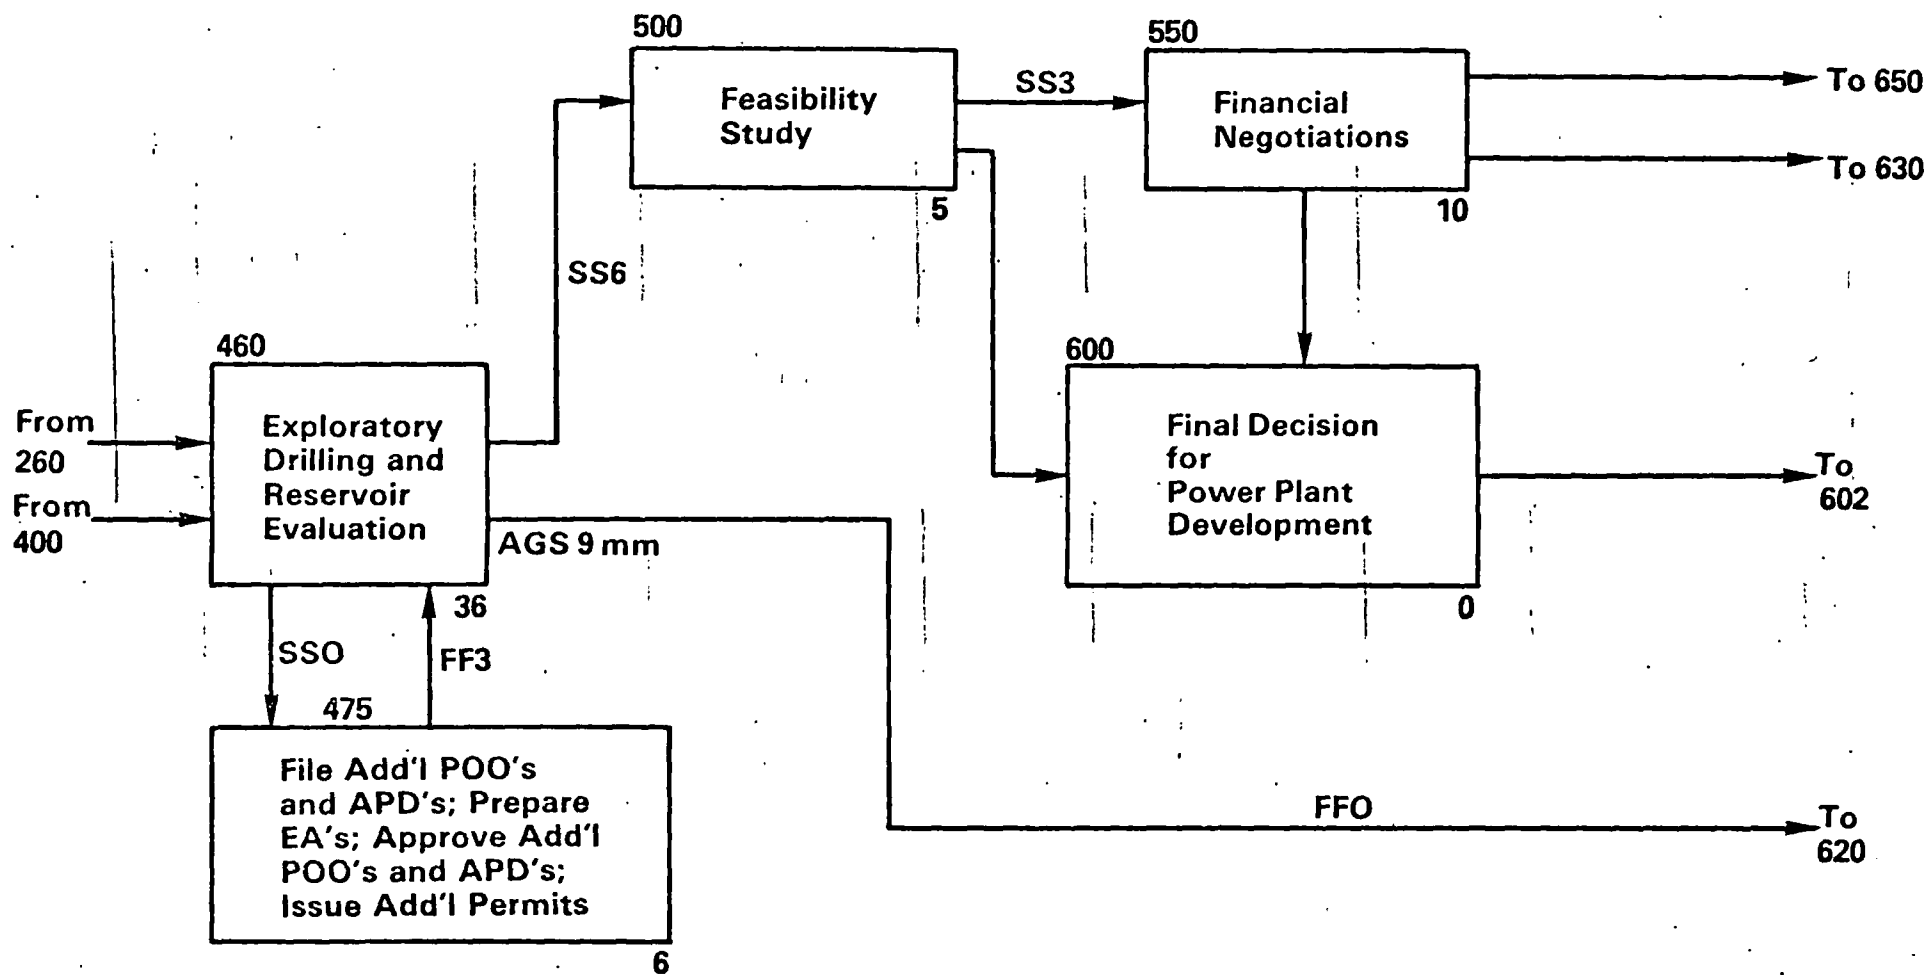 500
Feasibility
Study
5
SS3
550
Financial
Negotiations
10
To 650
To 630
SS6
460
From
260
From
400
Exploratory
Drilling and
Reservoir
Evaluation
36
AGS 9 mm
600
Final Decision
for
Power Plant
Development
0
To
602
SSO
FF3
475
File Add'l POO's
and APD's; Prepare
EA's; Approve Add'l
POO's and APD's;
Issue Add'l Permits
6
FFO
To
620